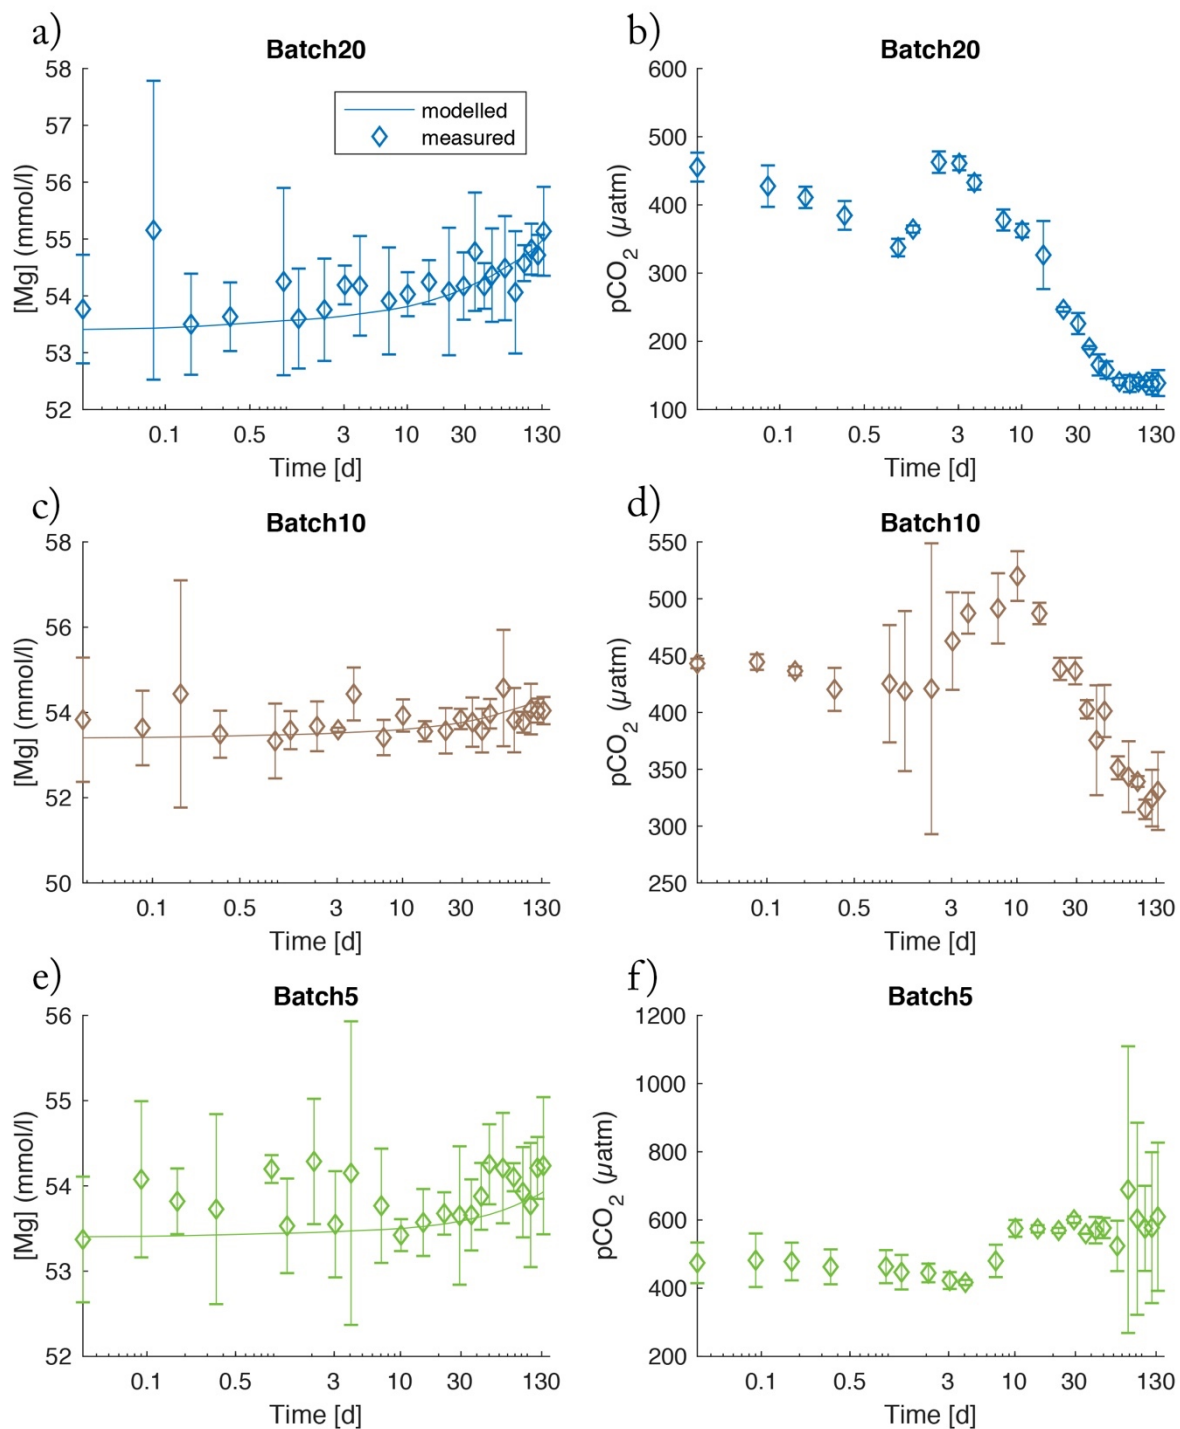 a)
Batch20
58
57
56
55
54
53
52
[Mg] (mmol/l)
modelled
measured
0.1 0.5 3 10 30 130
Time [d]
b)
Batch20
600
500
400
300
200
100
pCO2 (µatm)
0.1 0.5 3 10 30 130
Time [d]
c)
Batch10
58
56
54
52
50
[Mg] (mmol/l)
0.1 0.5 3 10 30 130
Time [d]
d)
Batch10
550
500
450
400
350
300
250
pCO2 (µatm)
0.1 0.5 3 10 30 130
Time [d]
e)
Batch5
56
55
54
53
52
[Mg] (mmol/l)
0.1 0.5 3 10 30 130
Time [d]
f)
Batch5
1200
1000
800
600
400
200
pCO2 (µatm)
0.1 0.5 3 10 30 130
Time [d]